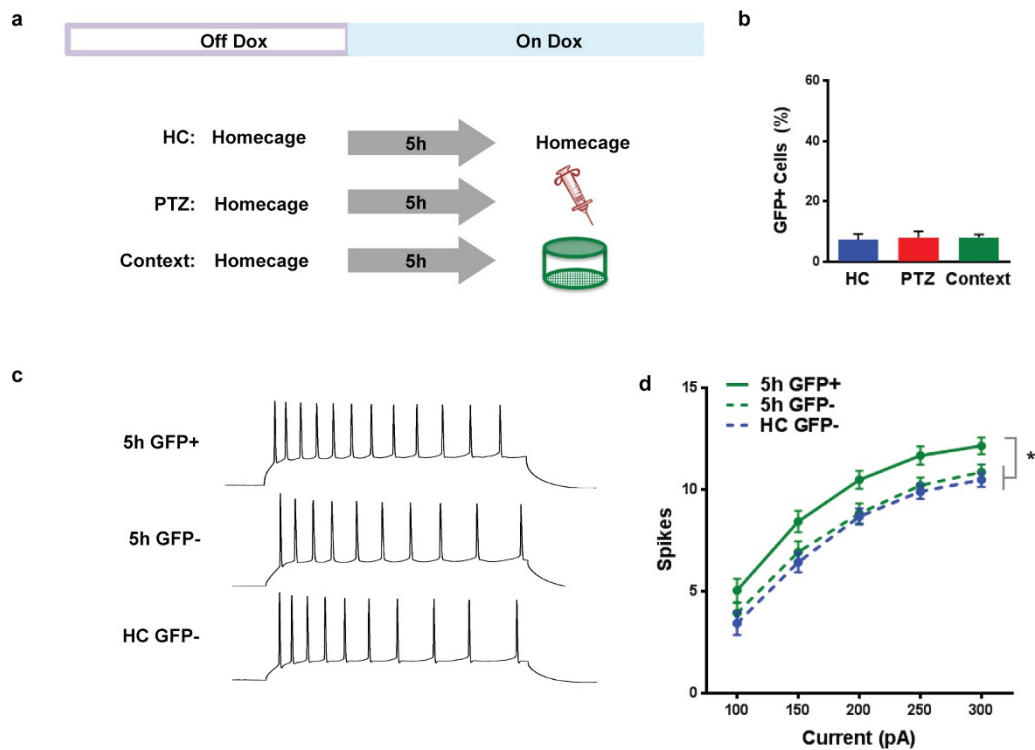 a
Off Dox On Dox
HC: Homecage 5h Homecage
PTZ: Homecage 5h
Context: Homecage 5h
b
GFP+ Cells (%)
60
40
20
0
HC PTZ Context
c
5h GFP+
5h GFP-
HC GFP-
d
5h GFP+
5h GFP-
HC GFP-
*
Spikes
15
10
5
0
100 150 200 250 300
Current (pA)